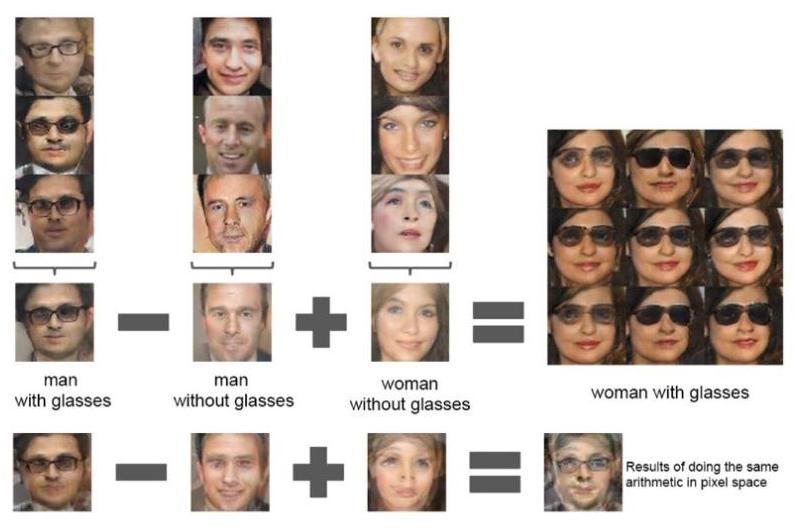 man
with glasses
man
without glasses
woman
without glasses
woman with glasses
Results of doing the same
arithmetic in pixel space